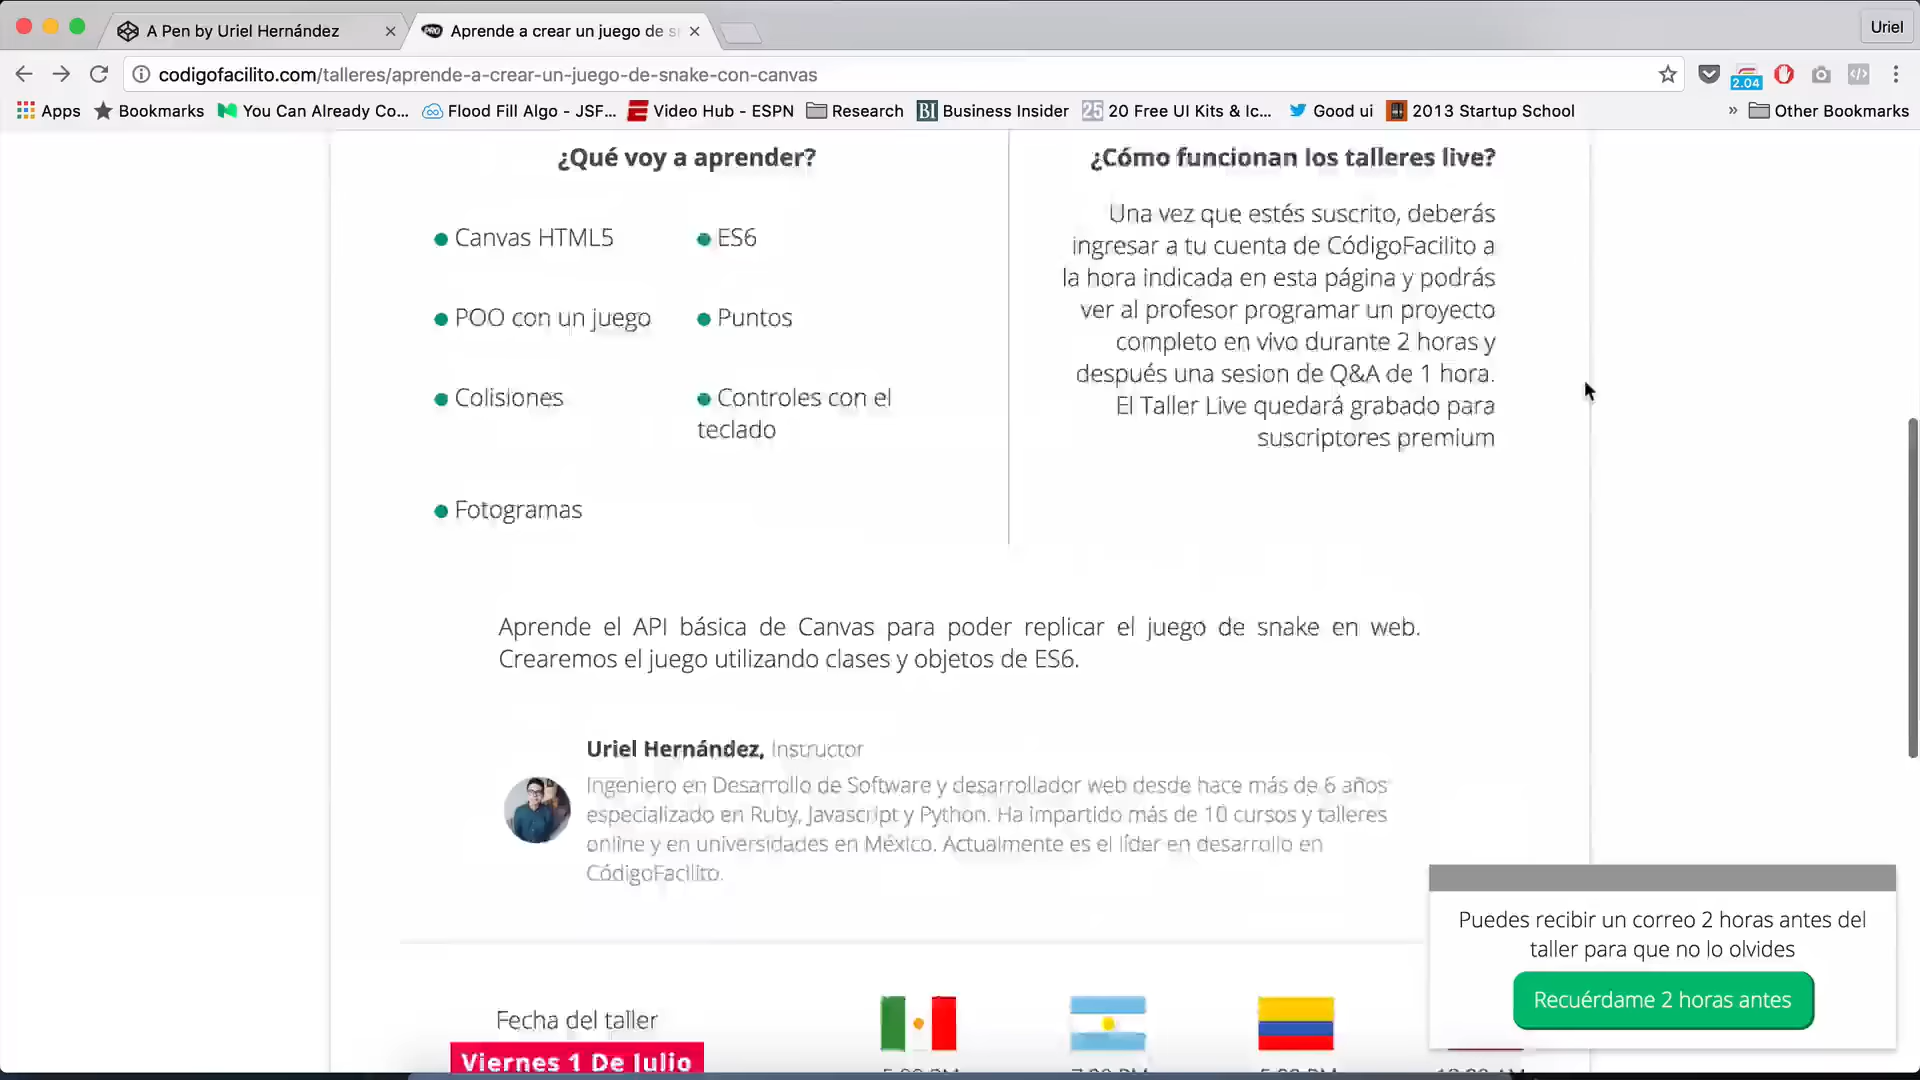 A Pen by Uriel Hernández
Aprende a crear un juego de s
Uriel
codigofacilito.com/talleres/aprende-a-crear-un-juego-de-snake-con-canvas
2.04
Apps
Bookmarks
You Can Already Co...
Flood Fill Algo - JSF...
Video Hub - ESPN
Research
BI Business Insider
25 20 Free UI Kits & Ic...
Good ui
2013 Startup School
» Other Bookmarks
¿Qué voy a aprender?
Canvas HTML5
ES6
POO con un juego
Puntos
Colisiones
Controles con el
teclado
Fotogramas
¿Cómo funcionan los talleres live?
Una vez que estés suscrito, deberás
ingresar a tu cuenta de CódigoFacilito a
la hora indicada en esta página y podrás
ver al profesor programar un proyecto
completo en vivo durante 2 horas y
después una sesion de Q&A de 1 hora.
El Taller Live quedará grabado para
suscriptores premium
Aprende el API básica de Canvas para poder replicar el juego de snake en web.
Crearemos el juego utilizando clases y objetos de ES6.
Uriel Hernández, Instructor
Ingeniero en Desarrollo de Software y desarrollador web desde hace más de 6 años
especializado en Ruby, Javascript y Python. Ha impartido más de 10 cursos y talleres
online y en universidades en México. Actualmente es el líder en desarrollo en
CódigoFacilito.
Fecha del taller
Viernes 1 De Julio
Puedes recibir un correo 2 horas antes del
taller para que no lo olvides
Recuérdame 2 horas antes